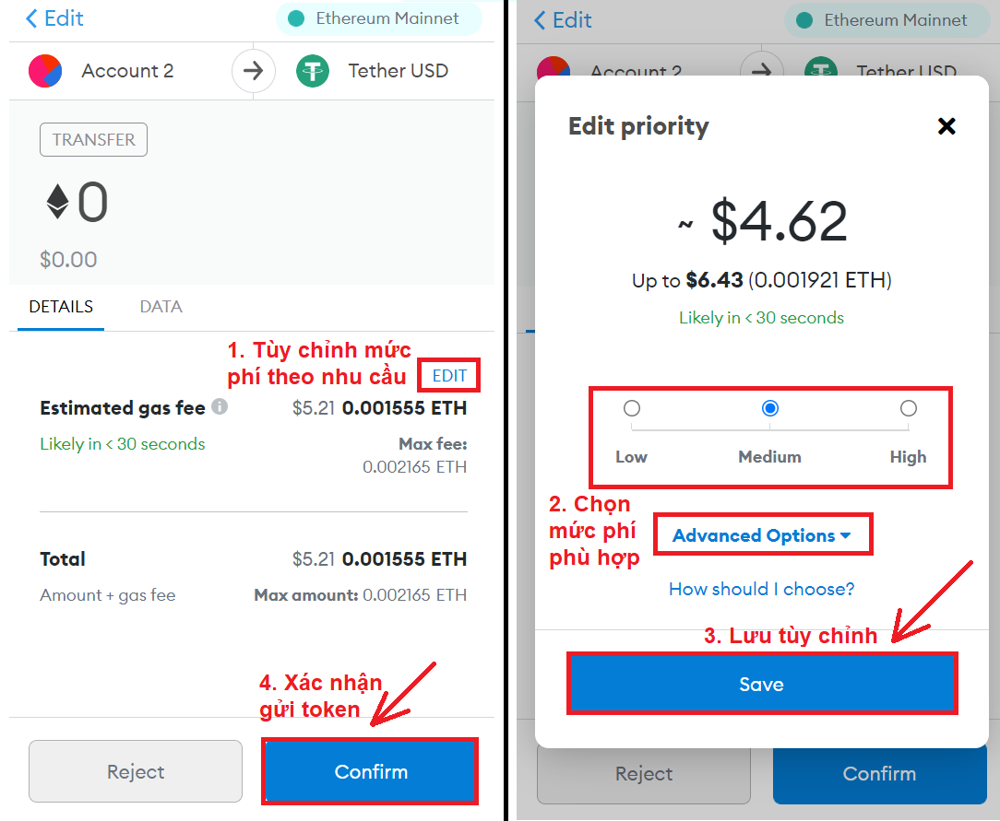 Edit
Ethereum Mainnet
Account 2
Tether USD
TRANSFER
0
$0.00
DETAILS
DATA
1. Tùy chỉnh mức
phí theo nhu cầu
EDIT
Estimated gas fee
$5.21 0.001555 ETH
Likely in < 30 seconds
Max fee:
0.002165 ETH
Total
$5.21 0.001555 ETH
Amount + gas fee
Max amount: 0.002165 ETH
4. Xác nhận
gửi token
Reject
Confirm
Edit
Ethereum Mainnet
Account 2
Tether USD
Edit priority
~ $4.62
Up to $6.43 (0.001921 ETH)
Likely in < 30 seconds
Low
Medium
High
2. Chọn
mức phí
phù hợp
Advanced Options
How should I choose?
3. Lưu tùy chỉnh
Save
Reject
Confirm